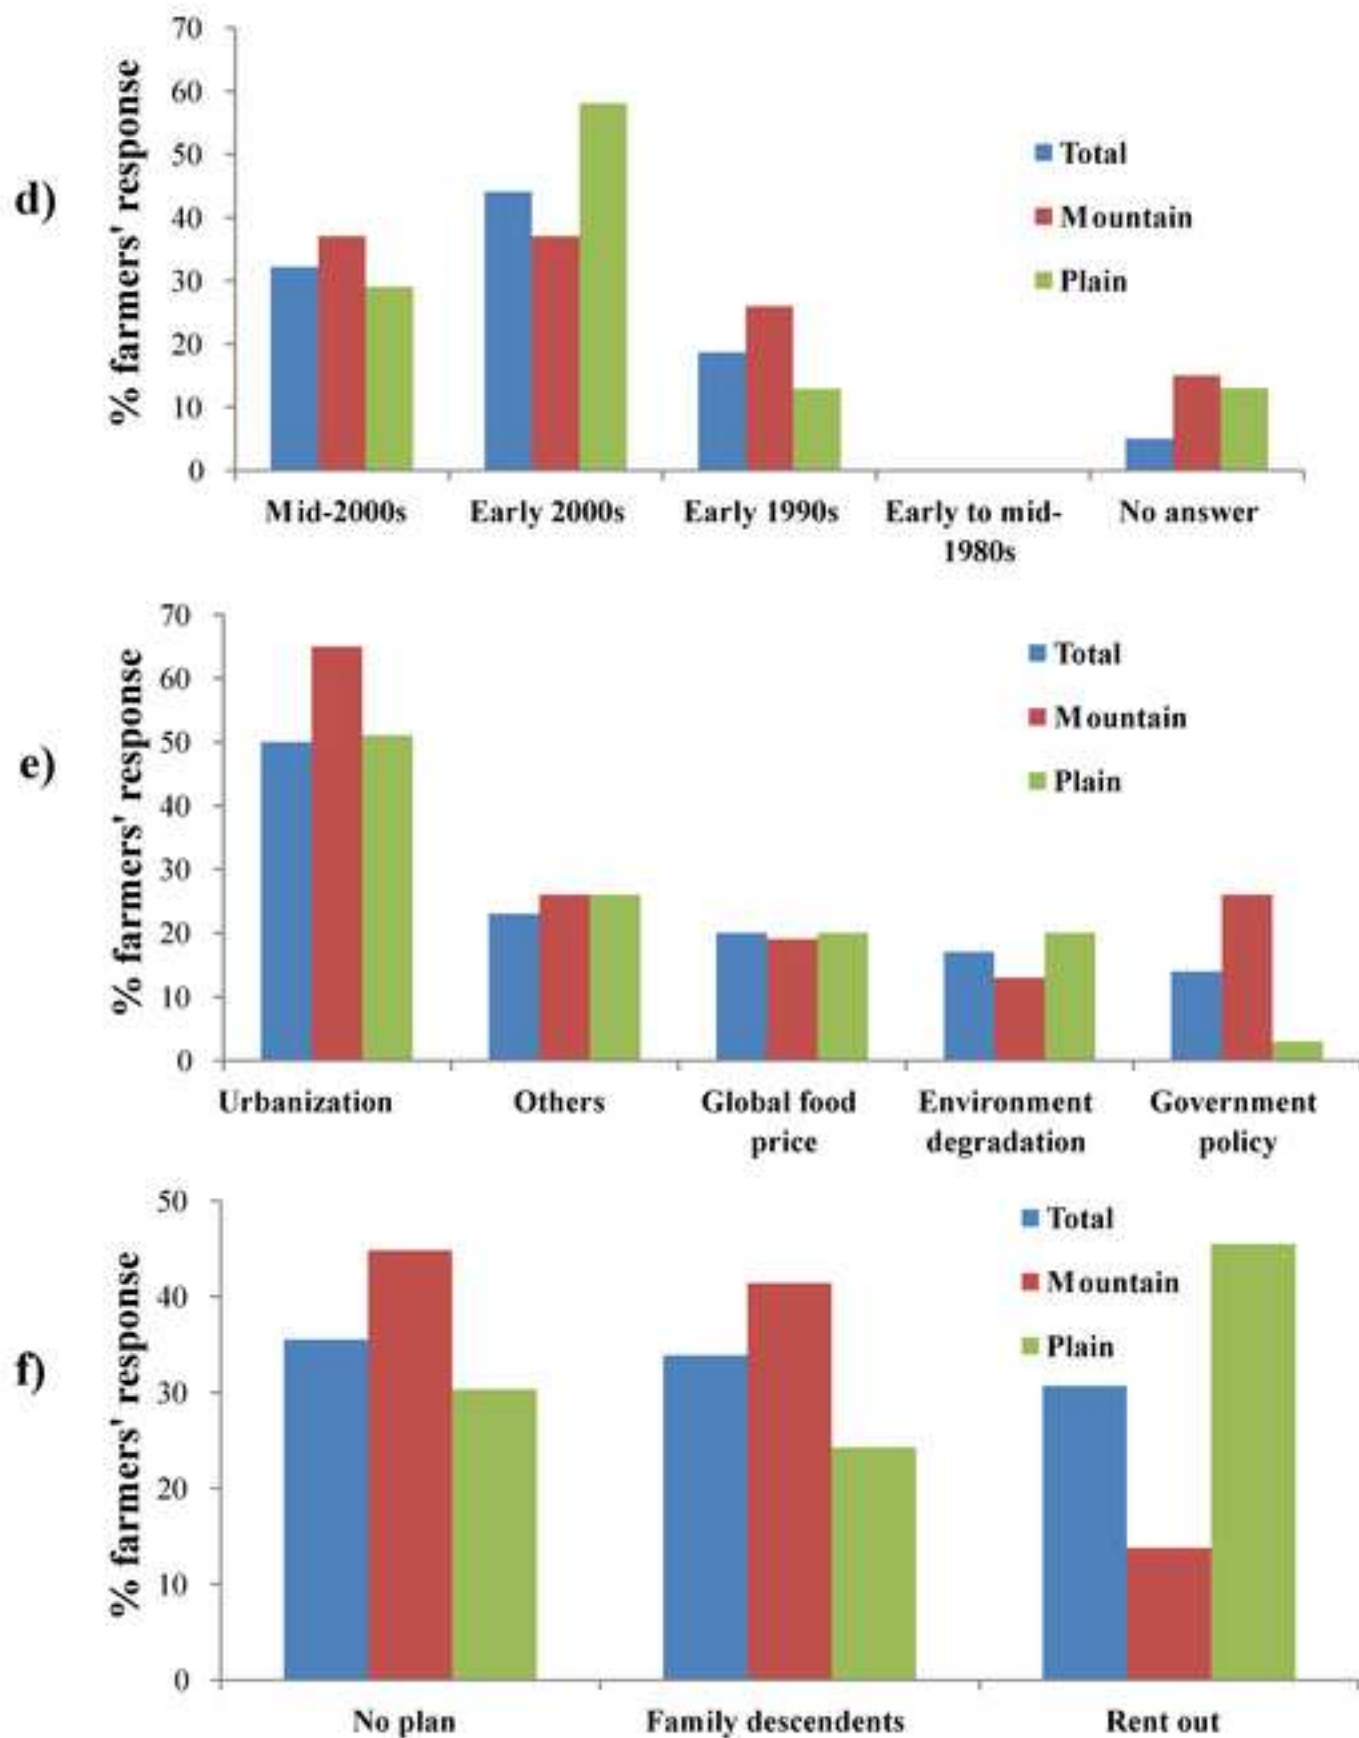 d)
% farmers' response
70
60
50
40
30
20
10
0
Total
Mountain
Plain
Mid-2000s
Early 2000s
Early 1990s
Early to mid-
1980s
No answer
e)
% farmers' response
70
60
50
40
30
20
10
0
Total
Mountain
Plain
Urbanization
Others
Global food
price
Environment
degradation
Government
policy
f)
% farmers' response
50
40
30
20
10
0
Total
Mountain
Plain
No plan
Family descendents
Rent out